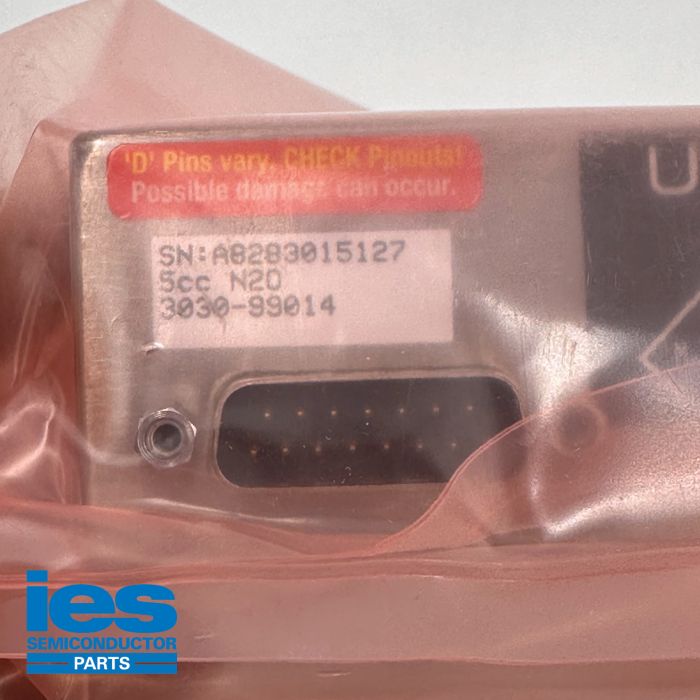 'D' Pins vary, CHECK Pinouts!
Possible damage can occur.
SN:A8283015127
5cc N2O
3030-99014
U
ies
SEMICONDUCTOR
PARTS